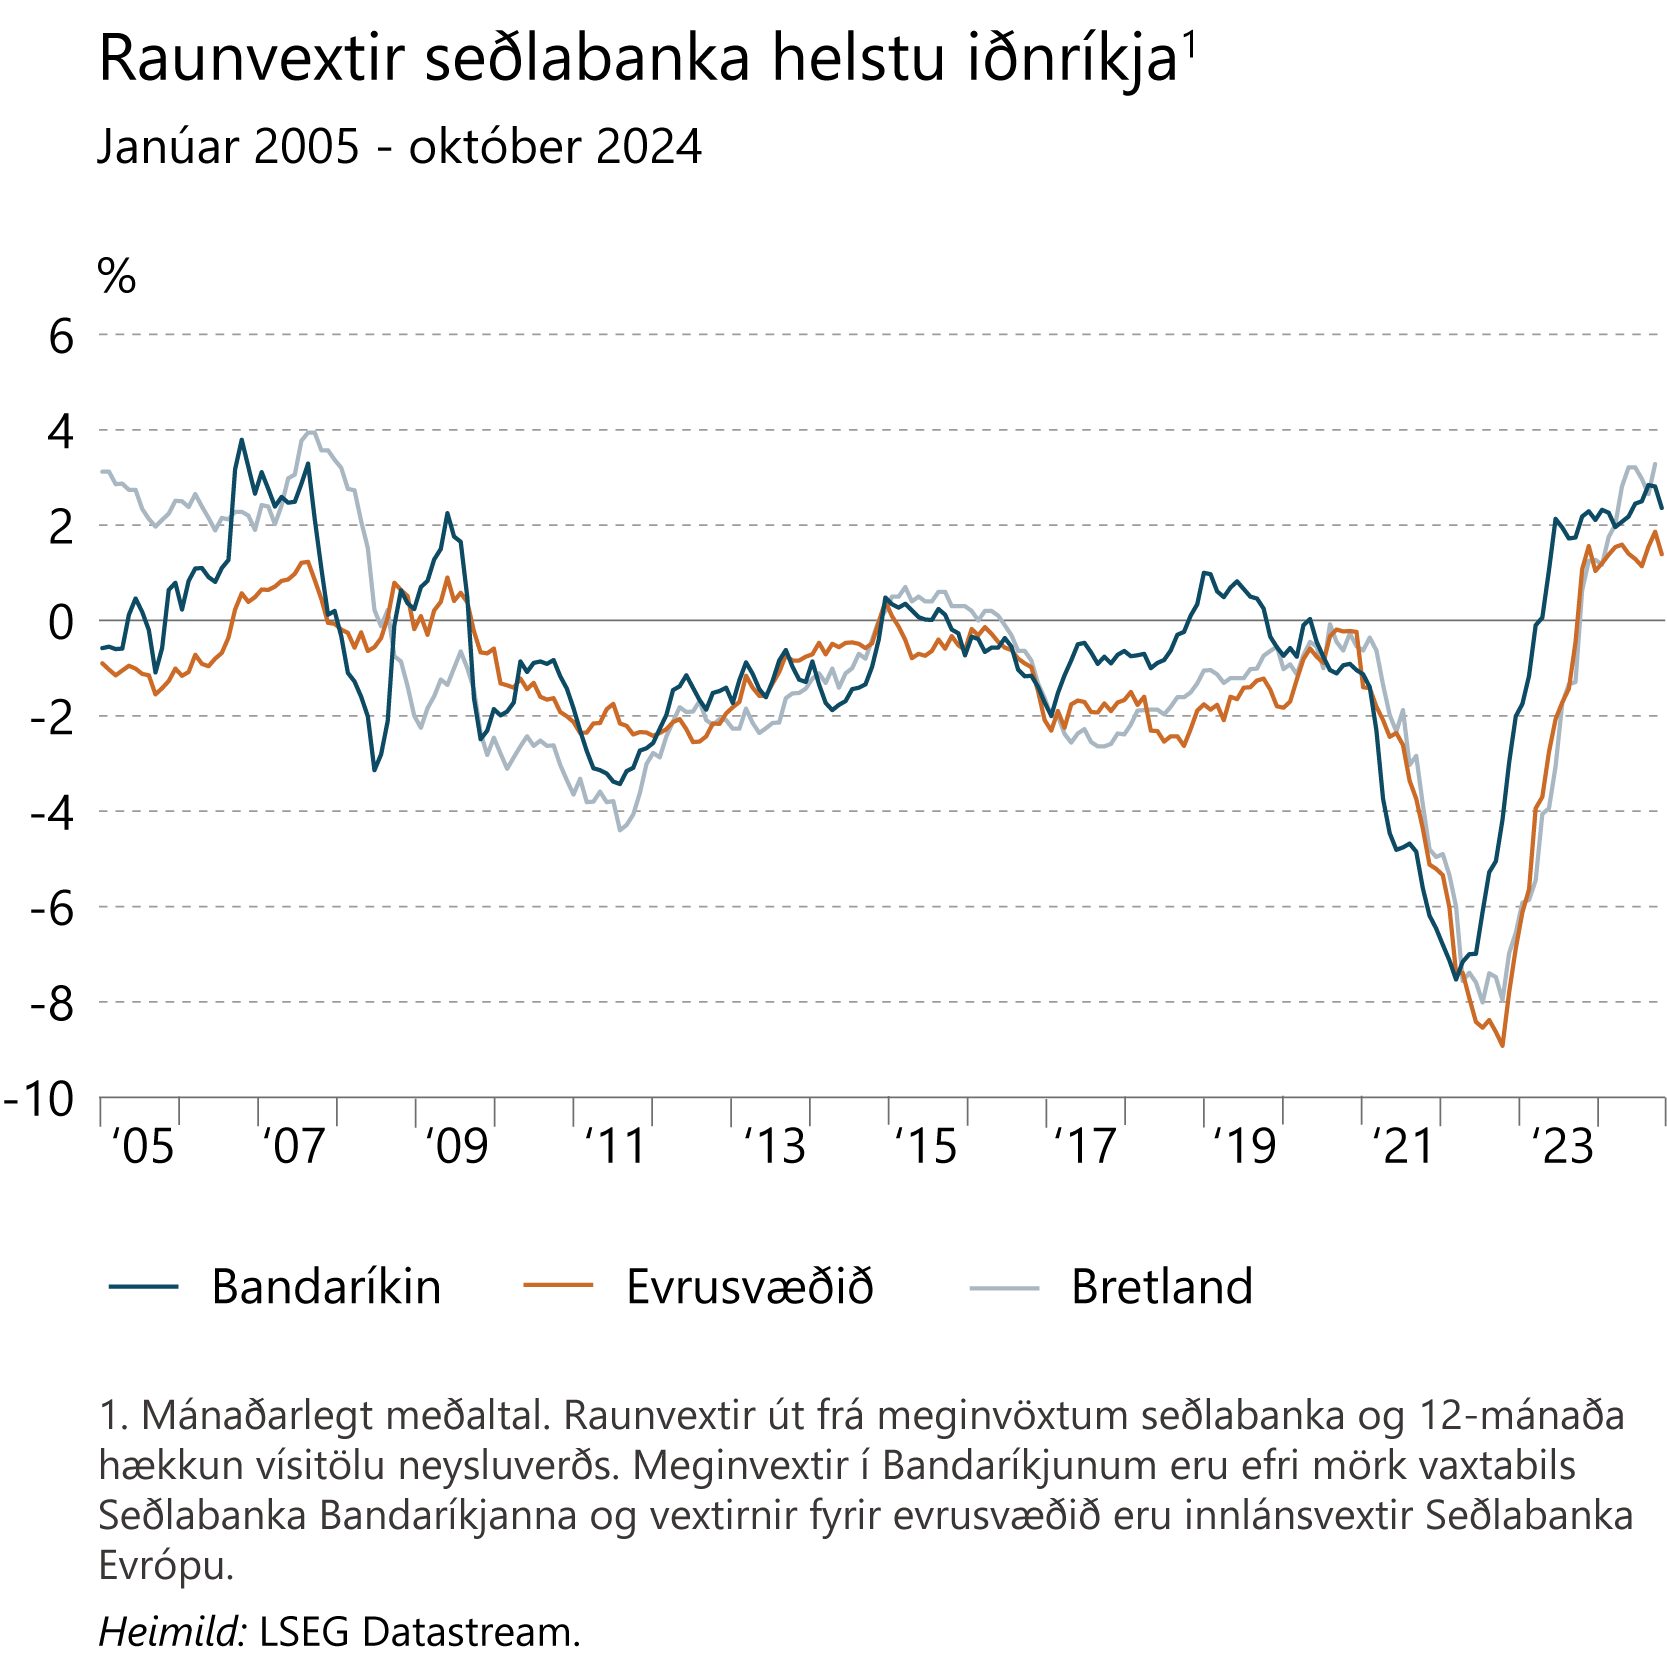 Raunvextir seðlabanka helstu iðnríkja¹
Janúar 2005 - október 2024
%
6
4
2
0
-2
-4
-6
-8
-10
‘05 ‘07 ‘09 ‘11 ‘13 ‘15 ‘17 ‘19 ‘21 ‘23
Bandaríkin Evrusvæðið Bretland
1. Mánaðarlegt meðaltal. Raunvextir út frá meginvöxtum seðlabanka og 12-mánaða
hækkun vísitölu neysluverðs. Meginvextir í Bandaríkjunum eru efri mörk vaxtabils
Seðlabanka Bandaríkjanna og vextirnir fyrir evrusvæðið eru innlánsvextir Seðlabanka
Evrópu.
Heimild: LSEG Datastream.